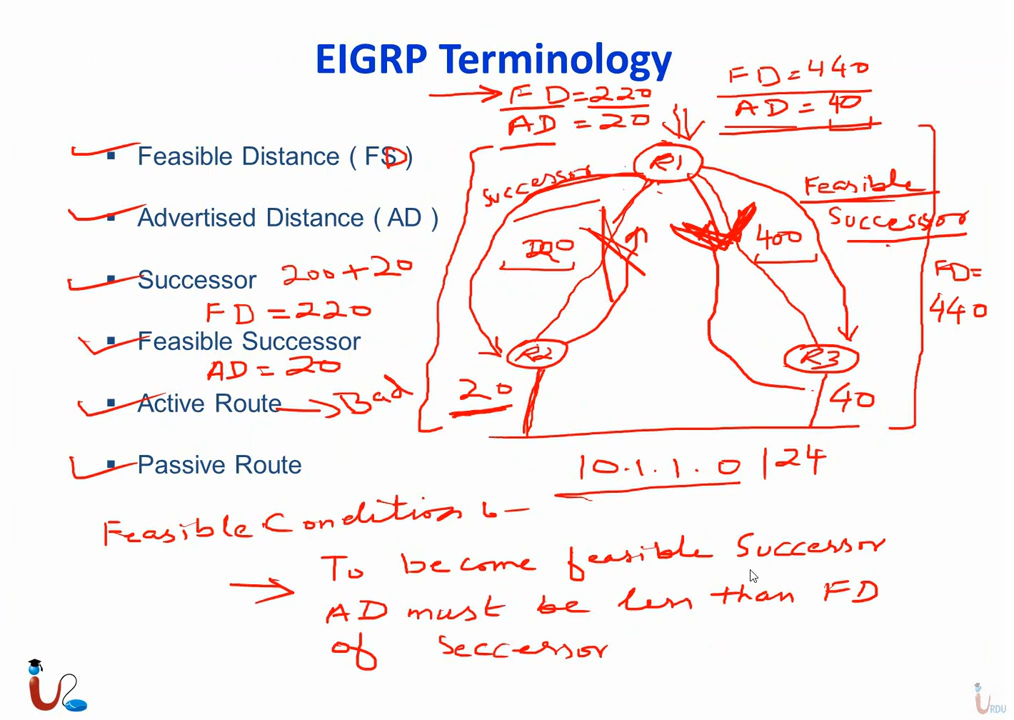 EIGRP Terminology
FD=440
AD = 40
FD=220
AD = 20
Feasible Distance ( FD )
R1
Successor
Feasible
Successor
Advertised Distance ( AD )
200
400
Successor
200+20
FD=
440
FD=220
Feasible Successor
R2
R3
AD=20
20
40
Active Route
Bad
Passive Route
10.1.1.0 /24
Feasible Condition :-
To become feasible Successor
AD must be less than FD
of Seccessor
URDU